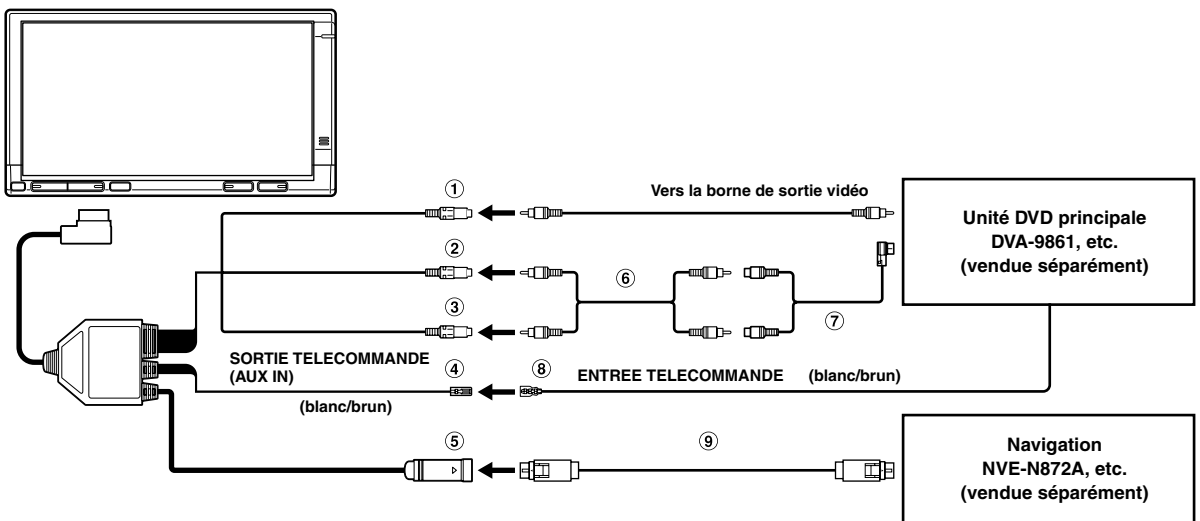 ①
Vers la borne de sortie vidéo
Unité DVD principale
DVA-9861, etc.
(vendue séparément)
②
⑥
③
⑦
SORTIE TELECOMMANDE
(AUX IN)
④
⑧
ENTREE TELECOMMANDE (blanc/brun)
(blanc/brun)
⑤
⑨
Navigation
NVE-N872A, etc.
(vendue séparément)